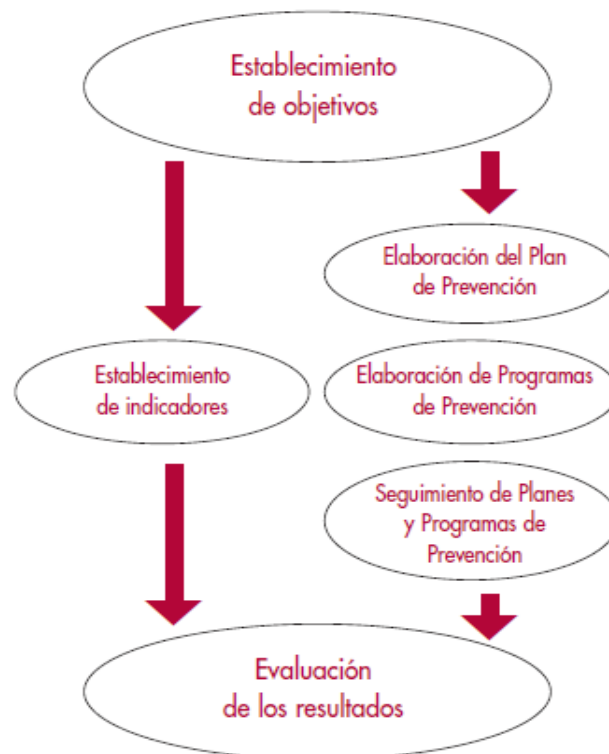 Establecimiento
de objetivos
Elaboración del Plan
de Prevención
Establecimiento
de indicadores
Elaboración de Programas
de Prevención
Seguimiento de Planes
y Programas de
Prevención
Evaluación
de los resultados